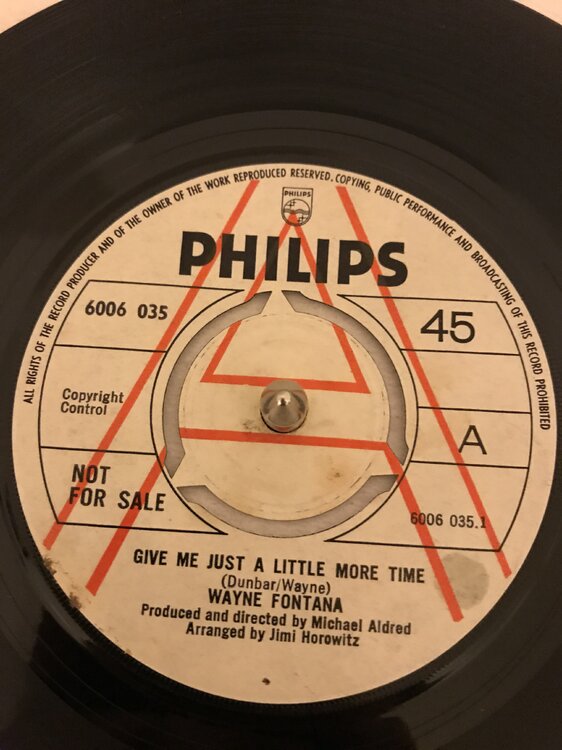 ALL RIGHTS OF THE RECORD PRODUCER AND OF THE OWNER OF THE WORK REPRODUCED RESERVED. COPYING, PUBLIC PERFORMANCE AND BROADCASTING OF THIS RECORD PROHIBITED
PHILIPS
PHILIPS
6006 035
45
Copyright
Control
A
NOT
FOR SALE
6006 035.1
GIVE ME JUST A LITTLE MORE TIME
(Dunbar/Wayne)
WAYNE FONTANA
Produced and directed by Michael Aldred
Arranged by Jimi Horowitz